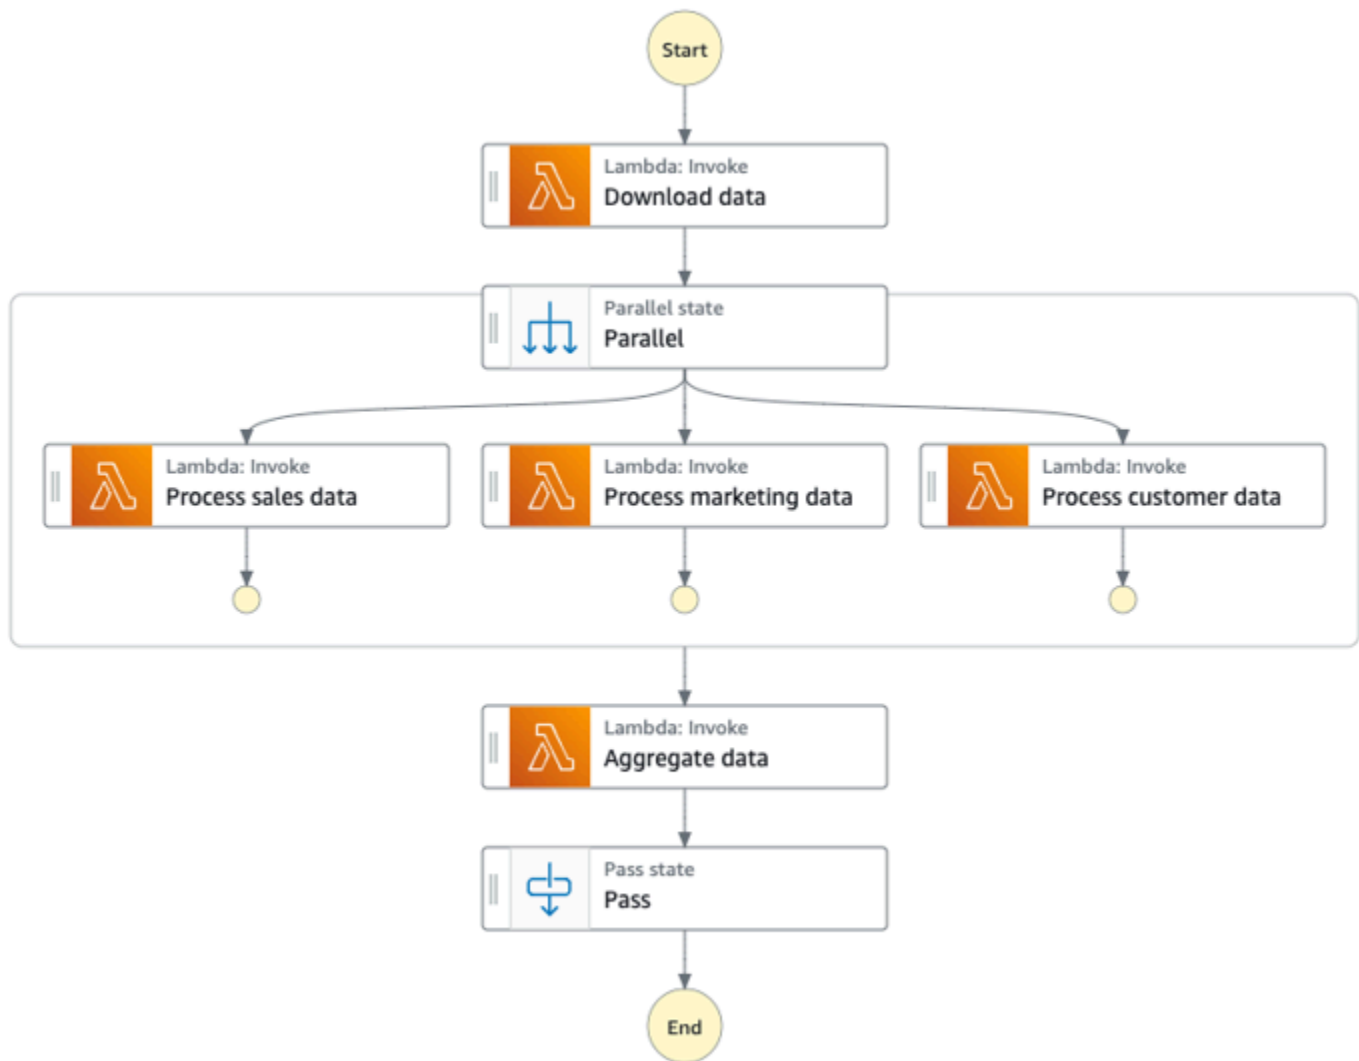 Start
Lambda: Invoke
Download data
Parallel state
Parallel
Lambda: Invoke
Process sales data
Lambda: Invoke
Process marketing data
Lambda: Invoke
Process customer data
Lambda: Invoke
Aggregate data
Pass state
Pass
End